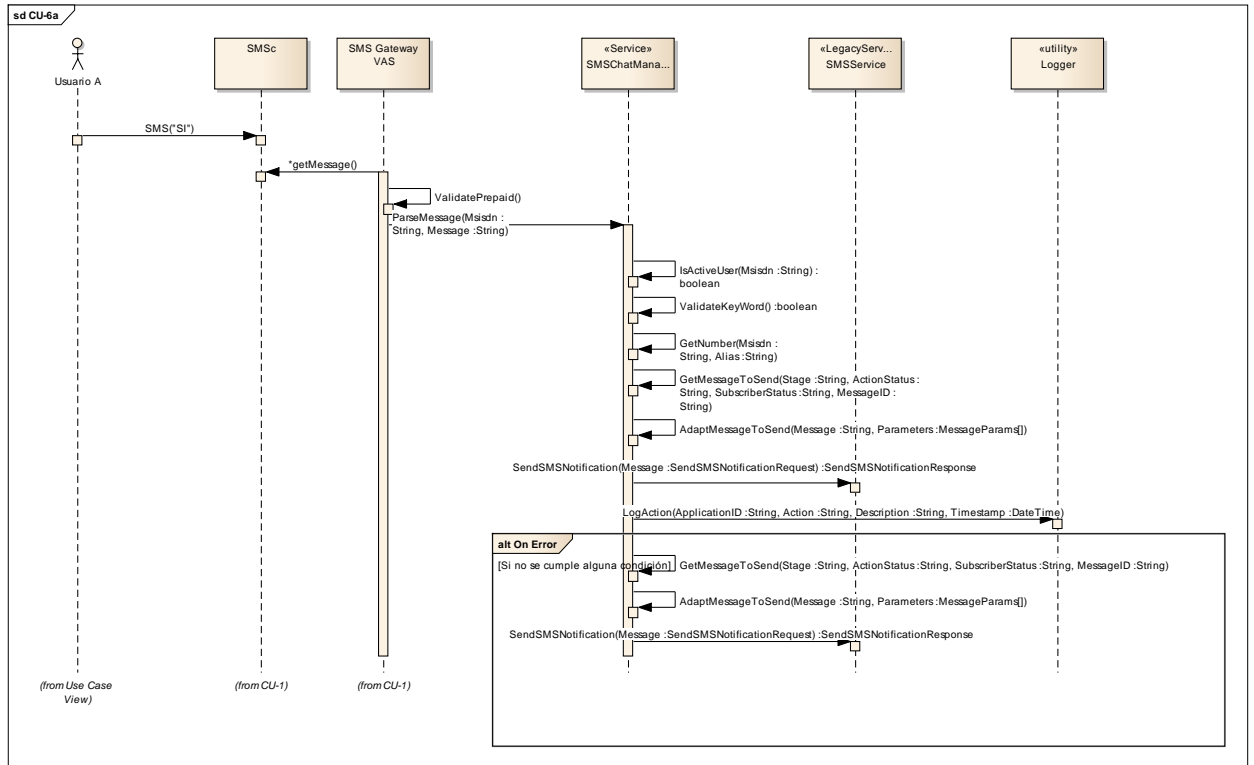 sd CU-6a
Usuario A
SMSc
SMS Gateway
VAS
«Service»
SMSChatMana...
«LegacyServ...
SMSService
«utility»
Logger
SMS("SI")
*getMessage()
ValidatePrepaid()
ParseMessage(Msisdn :
String, Message :String)
IsActiveUser(Msisdn :String) :
boolean
ValidateKeyWord() :boolean
GetNumber(Msisdn :
String, Alias :String)
GetMessageToSend(Stage :String, ActionStatus :
String, SubscriberStatus :String, MessageID :
String)
AdaptMessageToSend(Message :String, Parameters :MessageParams[])
SendSMSNotification(Message :SendSMSNotificationRequest) :SendSMSNotificationResponse
LogAction(ApplicationID :String, Action :String, Description :String, Timestamp :DateTime)
alt On Error
[Si no se cumple alguna condición]
GetMessageToSend(Stage :String, ActionStatus :String, SubscriberStatus :String, MessageID :String)
AdaptMessageToSend(Message :String, Parameters :MessageParams[])
SendSMSNotification(Message :SendSMSNotificationRequest) :SendSMSNotificationResponse
(from Use Case
View)
(from CU-1)
(from CU-1)